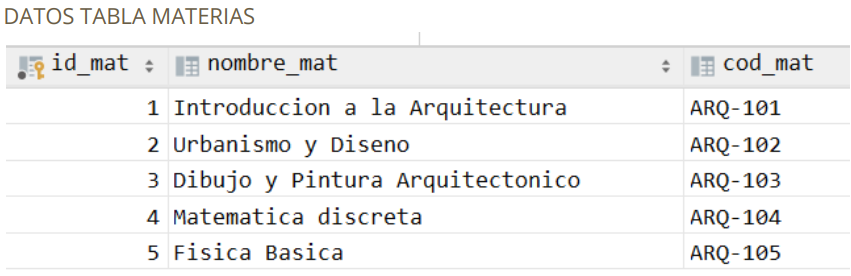 DATOS TABLA MATERIAS
id_mat nombre_mat cod_mat
1 Introduccion a la Arquitectura ARQ-101
2 Urbanismo y Diseno ARQ-102
3 Dibujo y Pintura Arquitectonico ARQ-103
4 Matematica discreta ARQ-104
5 Fisica Basica ARQ-105